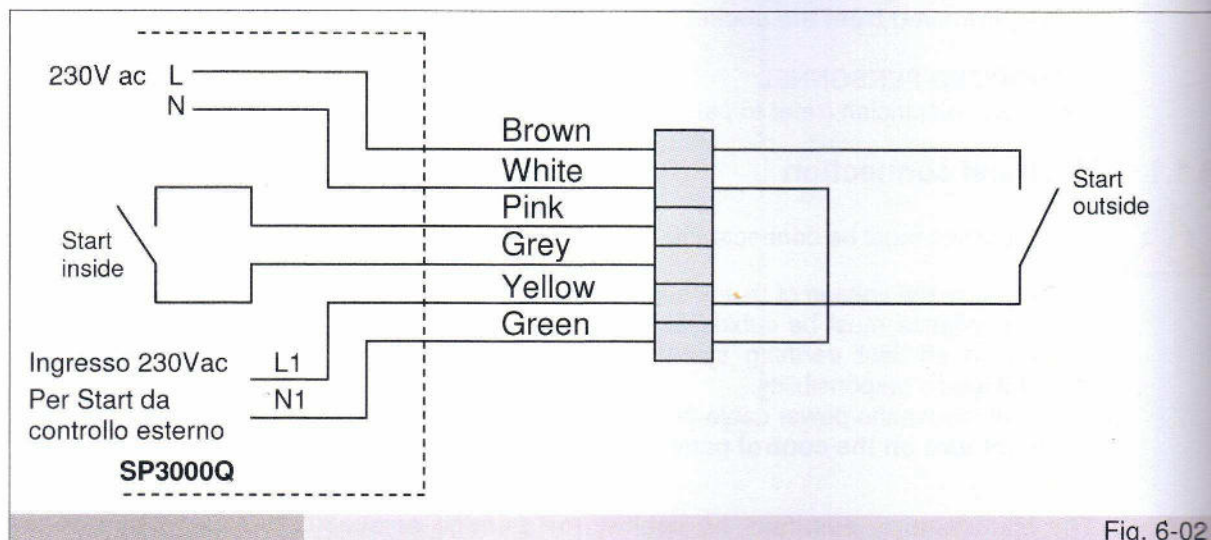 230V ac L
N
Brown
White
Pink
Grey
Yellow
Green
Start
inside
Start
outside
Ingresso 230Vac L1
Per Start da N1
controllo esterno
SP3000Q
Fig. 6-02